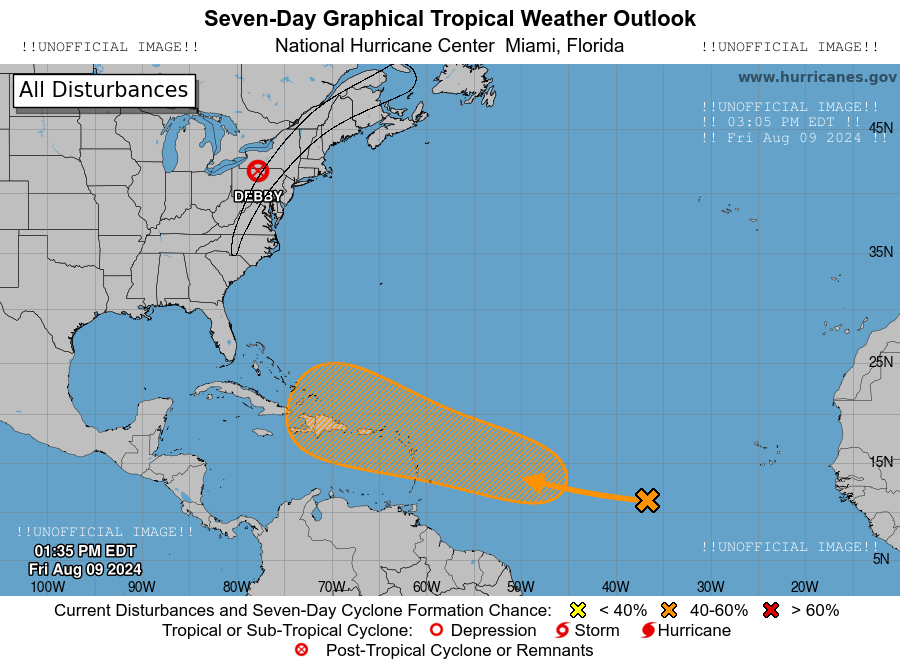 Seven-Day Graphical Tropical Weather Outlook
!!UNOFFICIAL IMAGE!! National Hurricane Center Miami, Florida !!UNOFFICIAL IMAGE!!
All Disturbances
www.hurricanes.gov
!!UNOFFICIAL IMAGE!!
!! 03:05 PM EDT !!
!! Fri Aug 09 2024 !!
45N
DEBBY
35N
25N
15N
!!UNOFFICIAL IMAGE!!
01:35 PM EDT
Fri Aug 09 2024
!!UNOFFICIAL IMAGE!!
5N
100W 90W 80W 70W 60W 50W 40W 30W 20W
Current Disturbances and Seven-Day Cyclone Formation Chance: < 40% 40-60% > 60%
Tropical or Sub-Tropical Cyclone: Depression Storm Hurricane
Post-Tropical Cyclone or Remnants